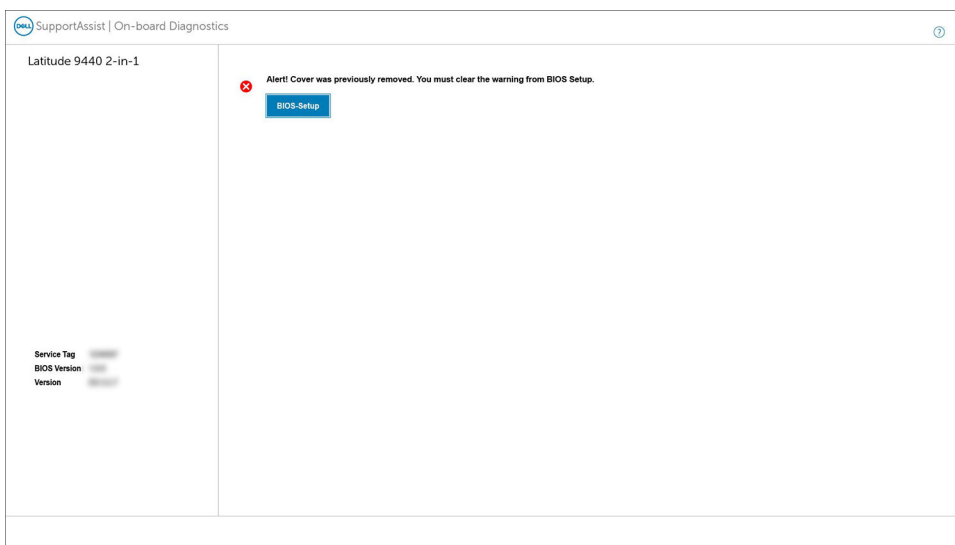 DELL SupportAssist | On-board Diagnostics
?
Latitude 9440 2-in-1
Alert! Cover was previously removed. You must clear the warning from BIOS Setup.
BIOS-Setup
Service Tag
BIOS Version
Version